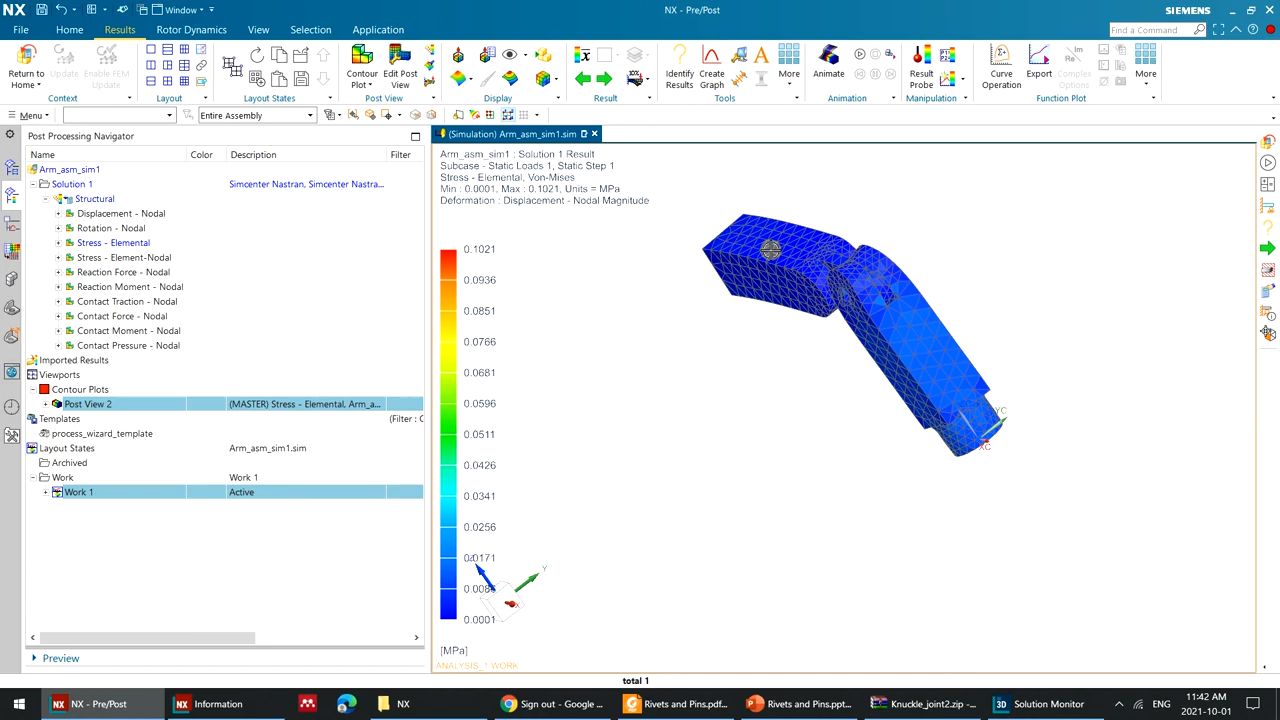 NX Window NX - Pre/Post SIEMENS
File Home Results Rotor Dynamics View Selection Application Find a Command
Return to Home Update Enable FEM Update Contour Plot Edit Post View Identify Results Create Graph More Animate Result Probe Curve Operation Export Complex Options More
Context Layout Layout States Post View Display Result Tools Animation Manipulation Function Plot
Menu Entire Assembly
Post Processing Navigator
(Simulation) Arm_asm_sim1.sim
Name Color Description Filter
Arm_asm_sim1
Solution 1 Simcenter Nastran, Simcenter Nastra...
Structural
Displacement - Nodal
Rotation - Nodal
Stress - Elemental
Stress - Element-Nodal
Reaction Force - Nodal
Reaction Moment - Nodal
Contact Traction - Nodal
Contact Force - Nodal
Contact Moment - Nodal
Contact Pressure - Nodal
Imported Results
Viewports
Contour Plots
Post View 2 (MASTER) Stress - Elemental, Arm_a...
Templates (Filter : C
process_wizard_template
Layout States Arm_asm_sim1.sim
Archived
Work Work 1
Work 1 Active
Preview
Arm_asm_sim1 : Solution 1 Result
Subcase - Static Loads 1, Static Step 1
Stress - Elemental, Von-Mises
Min : 0.0001, Max : 0.1021, Units = MPa
Deformation : Displacement - Nodal Magnitude
0.1021
0.0936
0.0851
0.0766
0.0681
0.0596
0.0511
0.0426
0.0341
0.0256
0.0171
0.0001
[MPa]
YC
XC
Y
X
ANALYSIS_1 WORK
total 1
NX - Pre/Post Information NX Sign out - Google ... Rivets and Pins.pdf... Rivets and Pins.ppt... Knuckle_joint2.zip -... Solution Monitor ENG 11:42 AM
2021-10-01